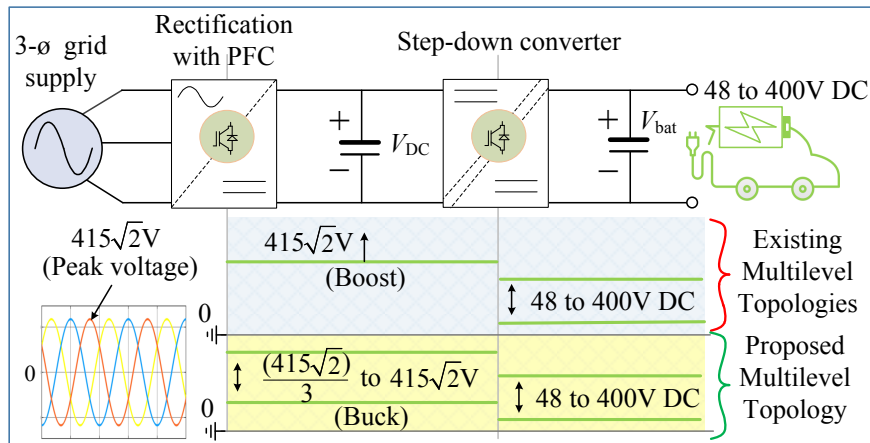 3-ø grid
supply
Rectification
with PFC
Step-down converter
+
−
V_DC
+
−
V_bat
48 to 400V DC
415√2V
(Peak voltage)
0
415√2V
(Boost)
48 to 400V DC
0
Existing
Multilevel
Topologies
(415√2)/3 to 415√2V
(Buck)
48 to 400V DC
0
Proposed
Multilevel
Topology